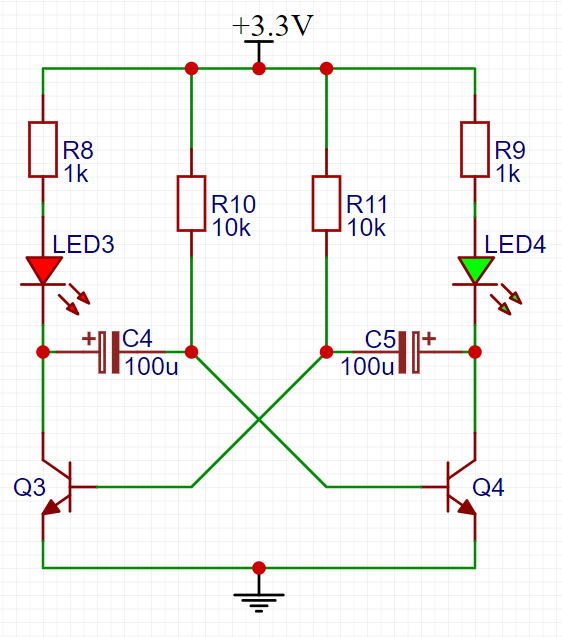 +3.3V
R8
1k
R9
1k
R10
10k
R11
10k
LED3
LED4
+
C4
100u
C5
+
100u
Q3
Q4